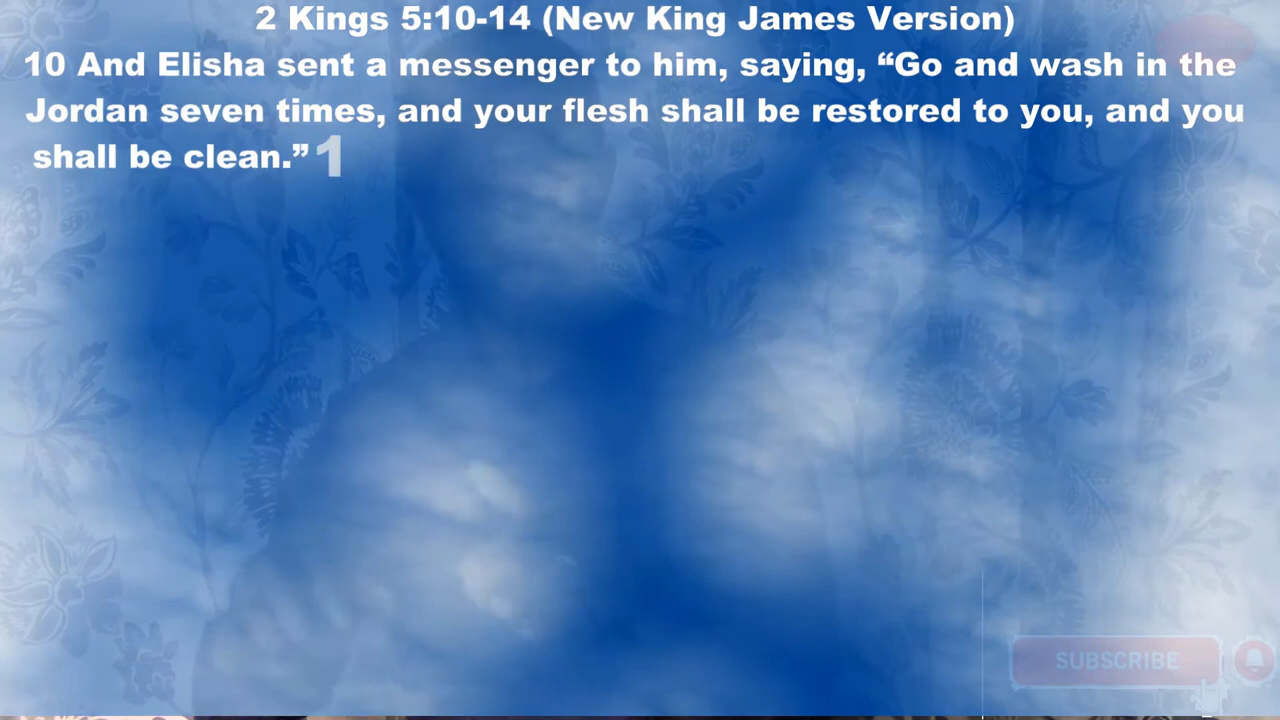 2 Kings 5:10-14 (New King James Version)
10 And Elisha sent a messenger to him, saying, “Go and wash in the
Jordan seven times, and your flesh shall be restored to you, and you
shall be clean.” 1
SUBSCRIBE